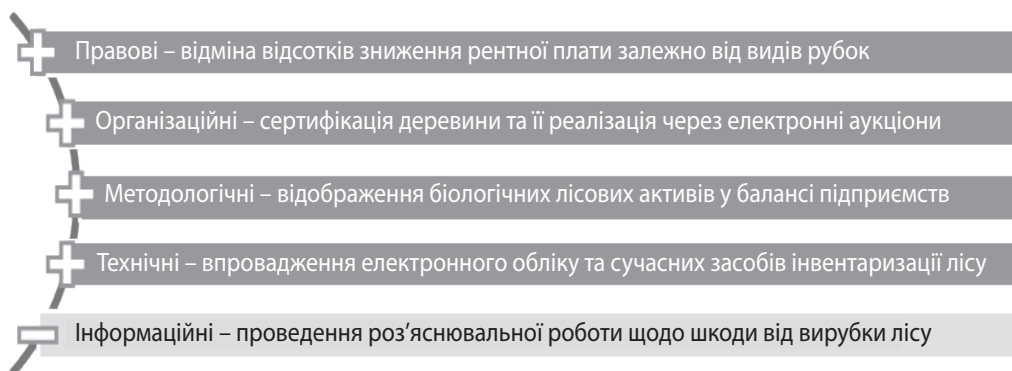 Правові – відміна відсотків зниження рентної плати залежно від видів рубок
Організаційні – сертифікація деревини та її реалізація через електронні аукціони
Методологічні – відображення біологічних лісових активів у балансі підприємств
Технічні – впровадження електронного обліку та сучасних засобів інвентаризації лісу
Інформаційні – проведення роз’яснювальної роботи щодо шкоди від вирубки лісу